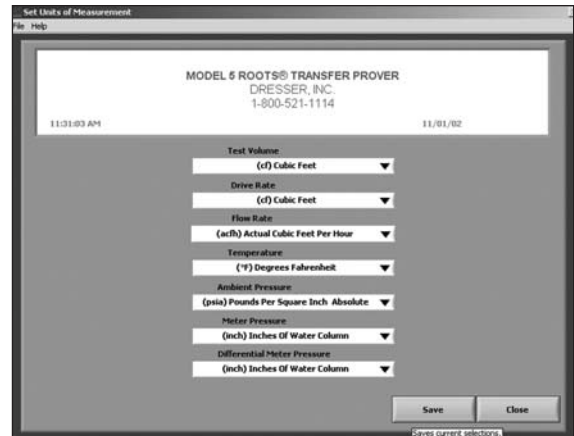 Set Units of Measurement
File Help
MODEL 5 ROOTS® TRANSFER PROVER
DRESSER, INC.
1-800-521-1114
11:31:03 AM 11/01/02
Test Volume
(cf) Cubic Feet
Drive Rate
(cf) Cubic Feet
Flow Rate
(acfh) Actual Cubic Feet Per Hour
Temperature
(°F) Degrees Fahrenheit
Ambient Pressure
(psia) Pounds Per Square Inch Absolute
Meter Pressure
(inch) Inches Of Water Column
Differential Meter Pressure
(inch) Inches Of Water Column
Save Close
Saves current selections.